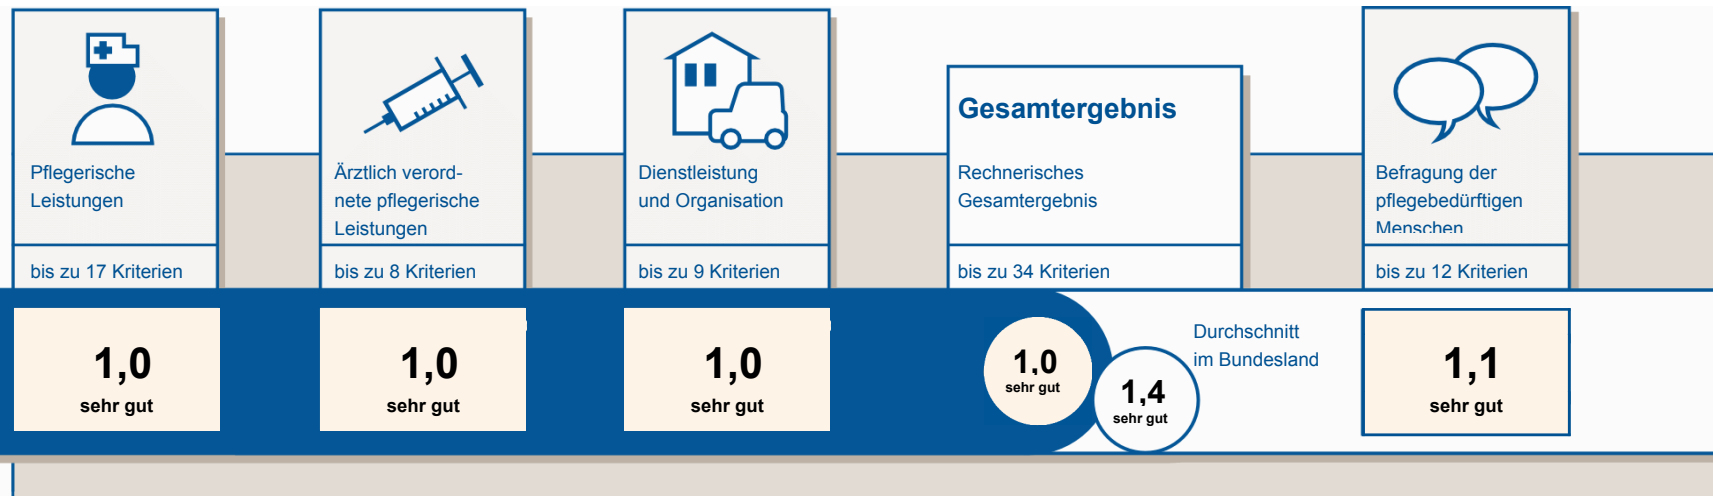 Pflegerische
Leistungen
bis zu 17 Kriterien
1,0
sehr gut
Ärztlich verord-
nete pflegerische
Leistungen
bis zu 8 Kriterien
1,0
sehr gut
Dienstleistung
und Organisation
bis zu 9 Kriterien
1,0
sehr gut
Gesamtergebnis
Rechnerisches
Gesamtergebnis
bis zu 34 Kriterien
1,0
sehr gut
1,4
sehr gut
Durchschnitt
im Bundesland
Befragung der
pflegebedürftigen
Menschen
bis zu 12 Kriterien
1,1
sehr gut